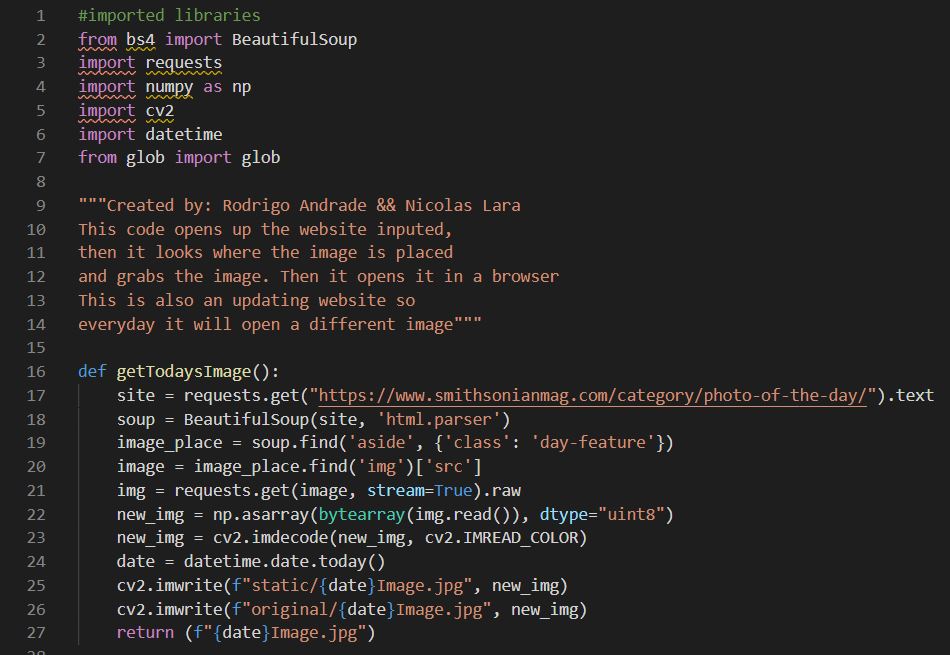 1 #imported libraries
2 from bs4 import BeautifulSoup
3 import requests
4 import numpy as np
5 import cv2
6 import datetime
7 from glob import glob
8
9 """Created by: Rodrigo Andrade && Nicolas Lara
10 This code opens up the website inputed,
11 then it looks where the image is placed
12 and grabs the image. Then it opens it in a browser
13 This is also an updating website so
14 everyday it will open a different image"""
15
16 def getTodaysImage():
17     site = requests.get("https://www.smithsonianmag.com/category/photo-of-the-day/").text
18     soup = BeautifulSoup(site, 'html.parser')
19     image_place = soup.find('aside', {'class': 'day-feature'})
20     image = image_place.find('img')['src']
21     img = requests.get(image, stream=True).raw
22     new_img = np.asarray(bytearray(img.read()), dtype="uint8")
23     new_img = cv2.imdecode(new_img, cv2.IMREAD_COLOR)
24     date = datetime.date.today()
25     cv2.imwrite(f"static/{date}Image.jpg", new_img)
26     cv2.imwrite(f"original/{date}Image.jpg", new_img)
27     return (f"{date}Image.jpg")